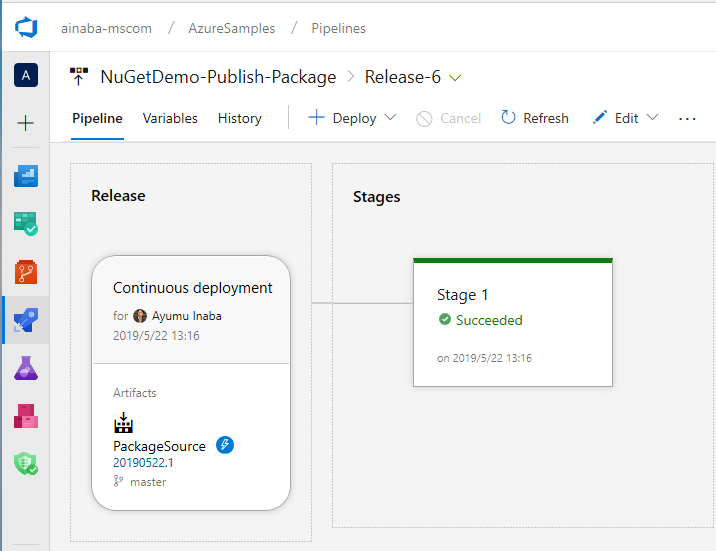 ainaba-mscom / AzureSamples / Pipelines
A
NuGetDemo-Publish-Package > Release-6
Pipeline Variables History Deploy Cancel Refresh Edit ...
Release
Stages
Continuous deployment
for Ayumu Inaba
2019/5/22 13:16
Stage 1
Succeeded
on 2019/5/22 13:16
Artifacts
PackageSource
20190522.1
master